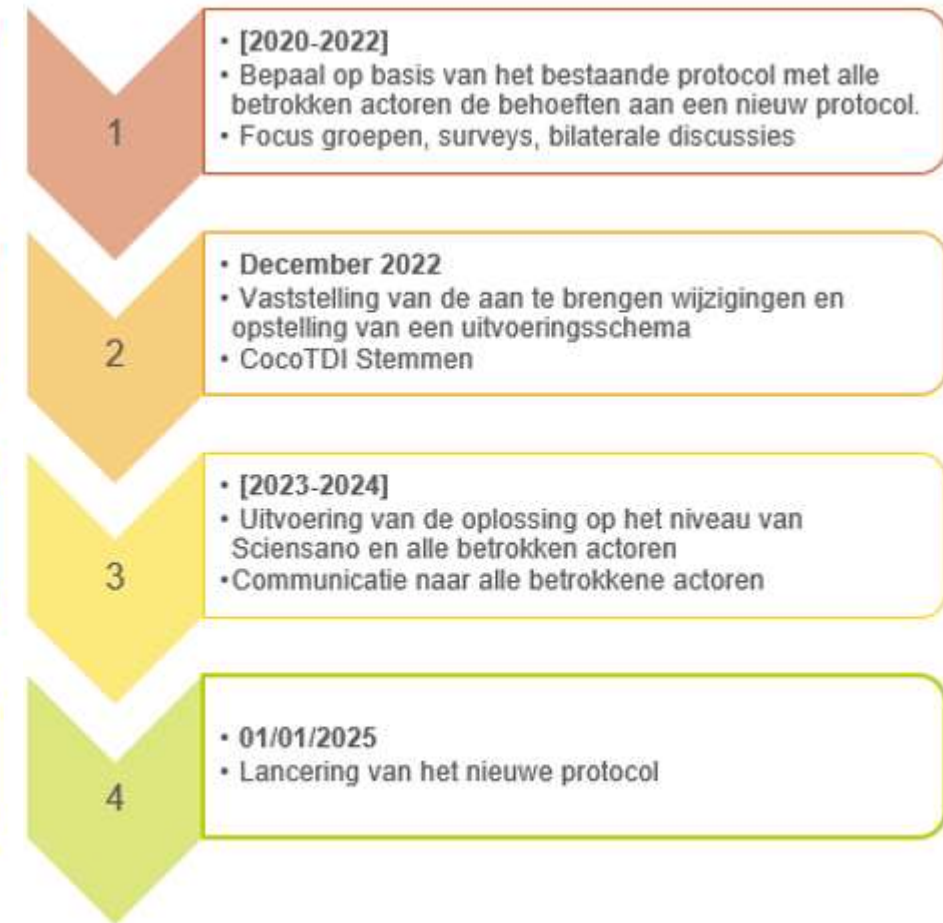 1
• [2020-2022]
• Bepaal op basis van het bestaande protocol met alle
betrokken actoren de behoeften aan een nieuw protocol.
• Focus groepen, surveys, bilaterale discussies
2
• December 2022
• Vaststelling van de aan te brengen wijzigingen en
opstelling van een uitvoeringsschema
• CocoTDI Stemmen
3
• [2023-2024]
• Uitvoering van de oplossing op het niveau van
Sciensano en alle betrokken actoren
• Communicatie naar alle betrokkene actoren
4
• 01/01/2025
• Lancering van het nieuwe protocol